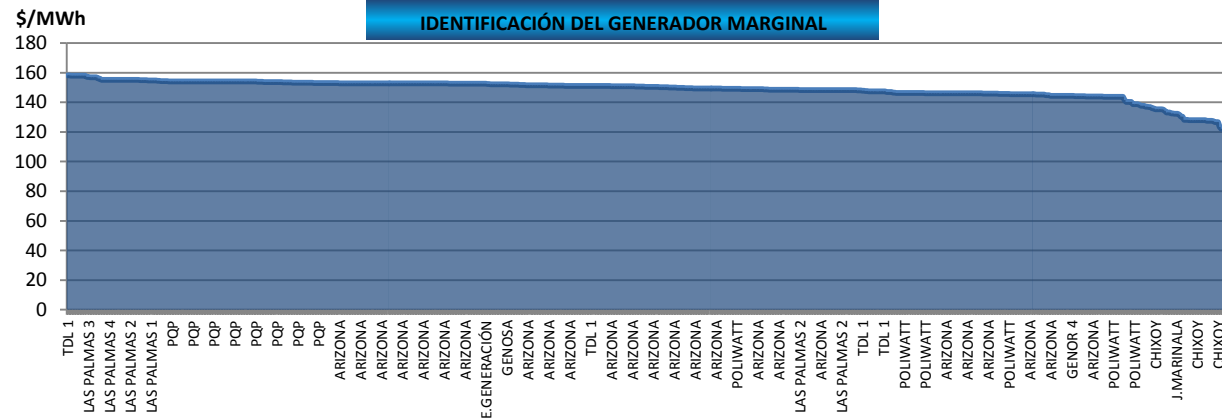 $/MWh
IDENTIFICACIÓN DEL GENERADOR MARGINAL
180
160
140
120
100
80
60
40
20
0
TDL 1
LAS PALMAS 3
LAS PALMAS 4
LAS PALMAS 2
LAS PALMAS 1
PQP
PQP
PQP
PQP
PQP
PQP
PQP
PQP
ARIZONA
ARIZONA
ARIZONA
ARIZONA
ARIZONA
ARIZONA
ARIZONA
E.GENERACIÓN
GENOSA
ARIZONA
ARIZONA
ARIZONA
TDL 1
ARIZONA
ARIZONA
ARIZONA
ARIZONA
ARIZONA
ARIZONA
POLIWATT
ARIZONA
ARIZONA
LAS PALMAS 2
ARIZONA
LAS PALMAS 2
TDL 1
TDL 1
POLIWATT
POLIWATT
ARIZONA
ARIZONA
ARIZONA
POLIWATT
ARIZONA
ARIZONA
GENOR 4
ARIZONA
POLIWATT
POLIWATT
CHIXOY
J.MARINALA
CHIXOY
CHIXOY